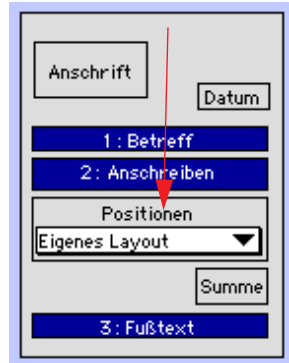 Anschrift
Datum
1 : Betreff
2 : Anschreiben
Positionen
Eigenes Layout
Summe
3 : Fußtext